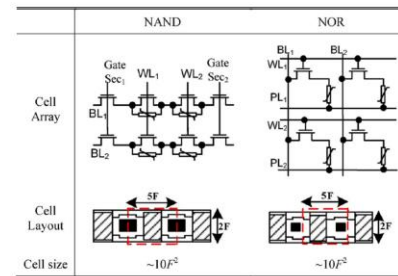 NAND NOR
Gate Sec₁ WL₁ WL₂ Gate Sec₂
BL₁
BL₂
BL₁ BL₂
WL₁
PL₁
WL₂
PL₂
Cell Array
5F 5F
2F 2F
Cell Layout
Cell size ~10F² ~10F²